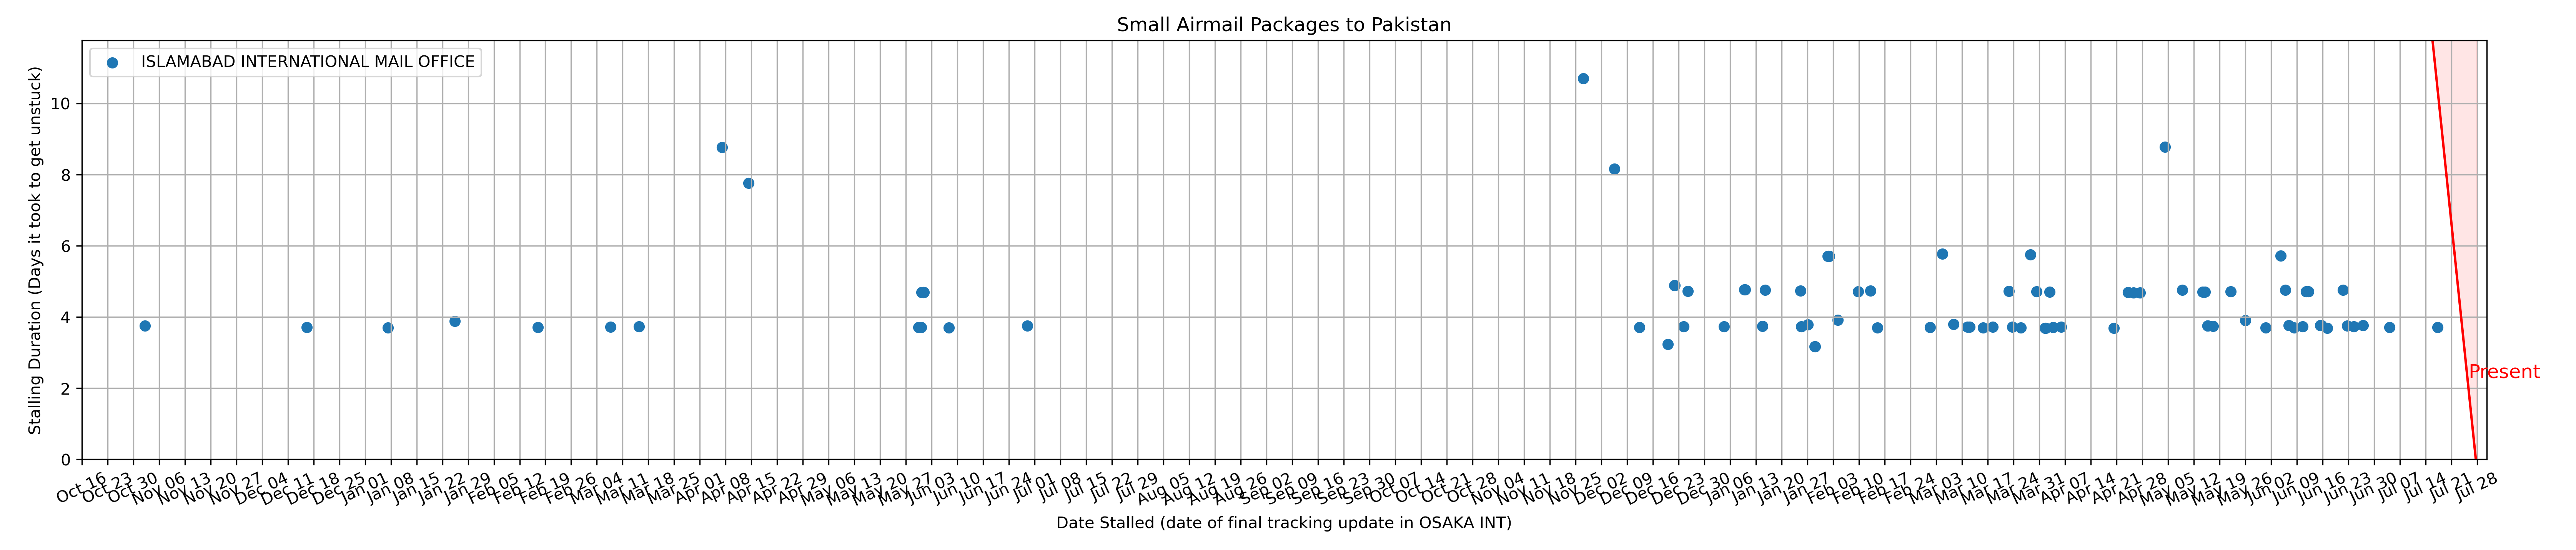 Small Airmail Packages to Pakistan
ISLAMABAD INTERNATIONAL MAIL OFFICE
Stalling Duration (Days it took to get unstuck)
10
8
6
4
2
0
Present
Oct 16 Oct 23 Oct 30 Nov 06 Nov 13 Nov 20 Nov 27 Dec 04 Dec 11 Dec 18 Dec 25 Jan 01 Jan 08 Jan 15 Jan 22 Jan 29 Feb 05 Feb 12 Feb 19 Feb 26 Mar 04 Mar 11 Mar 18 Mar 25 Apr 01 Apr 08 Apr 15 Apr 22 Apr 29 May 06 May 13 May 20 May 27 Jun 03 Jun 10 Jun 17 Jun 24 Jul 01 Jul 08 Jul 15 Jul 22 Jul 29 Aug 05 Aug 12 Aug 19 Aug 26 Sep 02 Sep 09 Sep 16 Sep 23 Sep 30 Oct 07 Oct 14 Oct 21 Oct 28 Nov 04 Nov 11 Nov 18 Nov 25 Dec 02 Dec 09 Dec 16 Dec 23 Dec 30 Jan 06 Jan 13 Jan 20 Jan 27 Feb 03 Feb 10 Feb 17 Feb 24 Mar 03 Mar 10 Mar 17 Mar 24 Mar 31 Apr 07 Apr 14 Apr 21 Apr 28 May 05 May 12 May 19 May 26 Jun 02 Jun 09 Jun 16 Jun 23 Jun 30 Jul 07 Jul 14 Jul 21 Jul 28
Date Stalled (date of final tracking update in OSAKA INT)